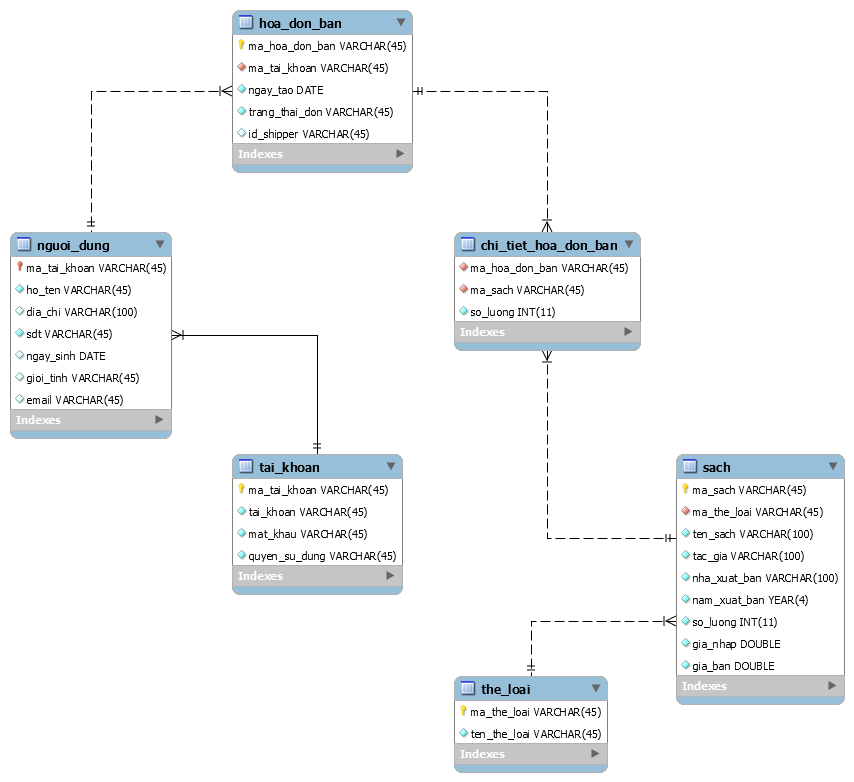 hoa_don_ban
ma_hoa_don_ban VARCHAR(45)
ma_tai_khoan VARCHAR(45)
ngay_tao DATE
trang_thai_don VARCHAR(45)
id_shipper VARCHAR(45)
Indexes
nguoi_dung
ma_tai_khoan VARCHAR(45)
ho_ten VARCHAR(45)
dia_chi VARCHAR(100)
sdt VARCHAR(45)
ngay_sinh DATE
gioi_tinh VARCHAR(45)
email VARCHAR(45)
Indexes
chi_tiet_hoa_don_ban
ma_hoa_don_ban VARCHAR(45)
ma_sach VARCHAR(45)
so_luong INT(11)
Indexes
tai_khoan
ma_tai_khoan VARCHAR(45)
tai_khoan VARCHAR(45)
mat_khau VARCHAR(45)
quyen_su_dung VARCHAR(45)
Indexes
sach
ma_sach VARCHAR(45)
ma_the_loai VARCHAR(45)
ten_sach VARCHAR(100)
tac_gia VARCHAR(100)
nha_xuat_ban VARCHAR(100)
nam_xuat_ban YEAR(4)
so_luong INT(11)
gia_nhap DOUBLE
gia_ban DOUBLE
Indexes
the_loai
ma_the_loai VARCHAR(45)
ten_the_loai VARCHAR(45)
Indexes